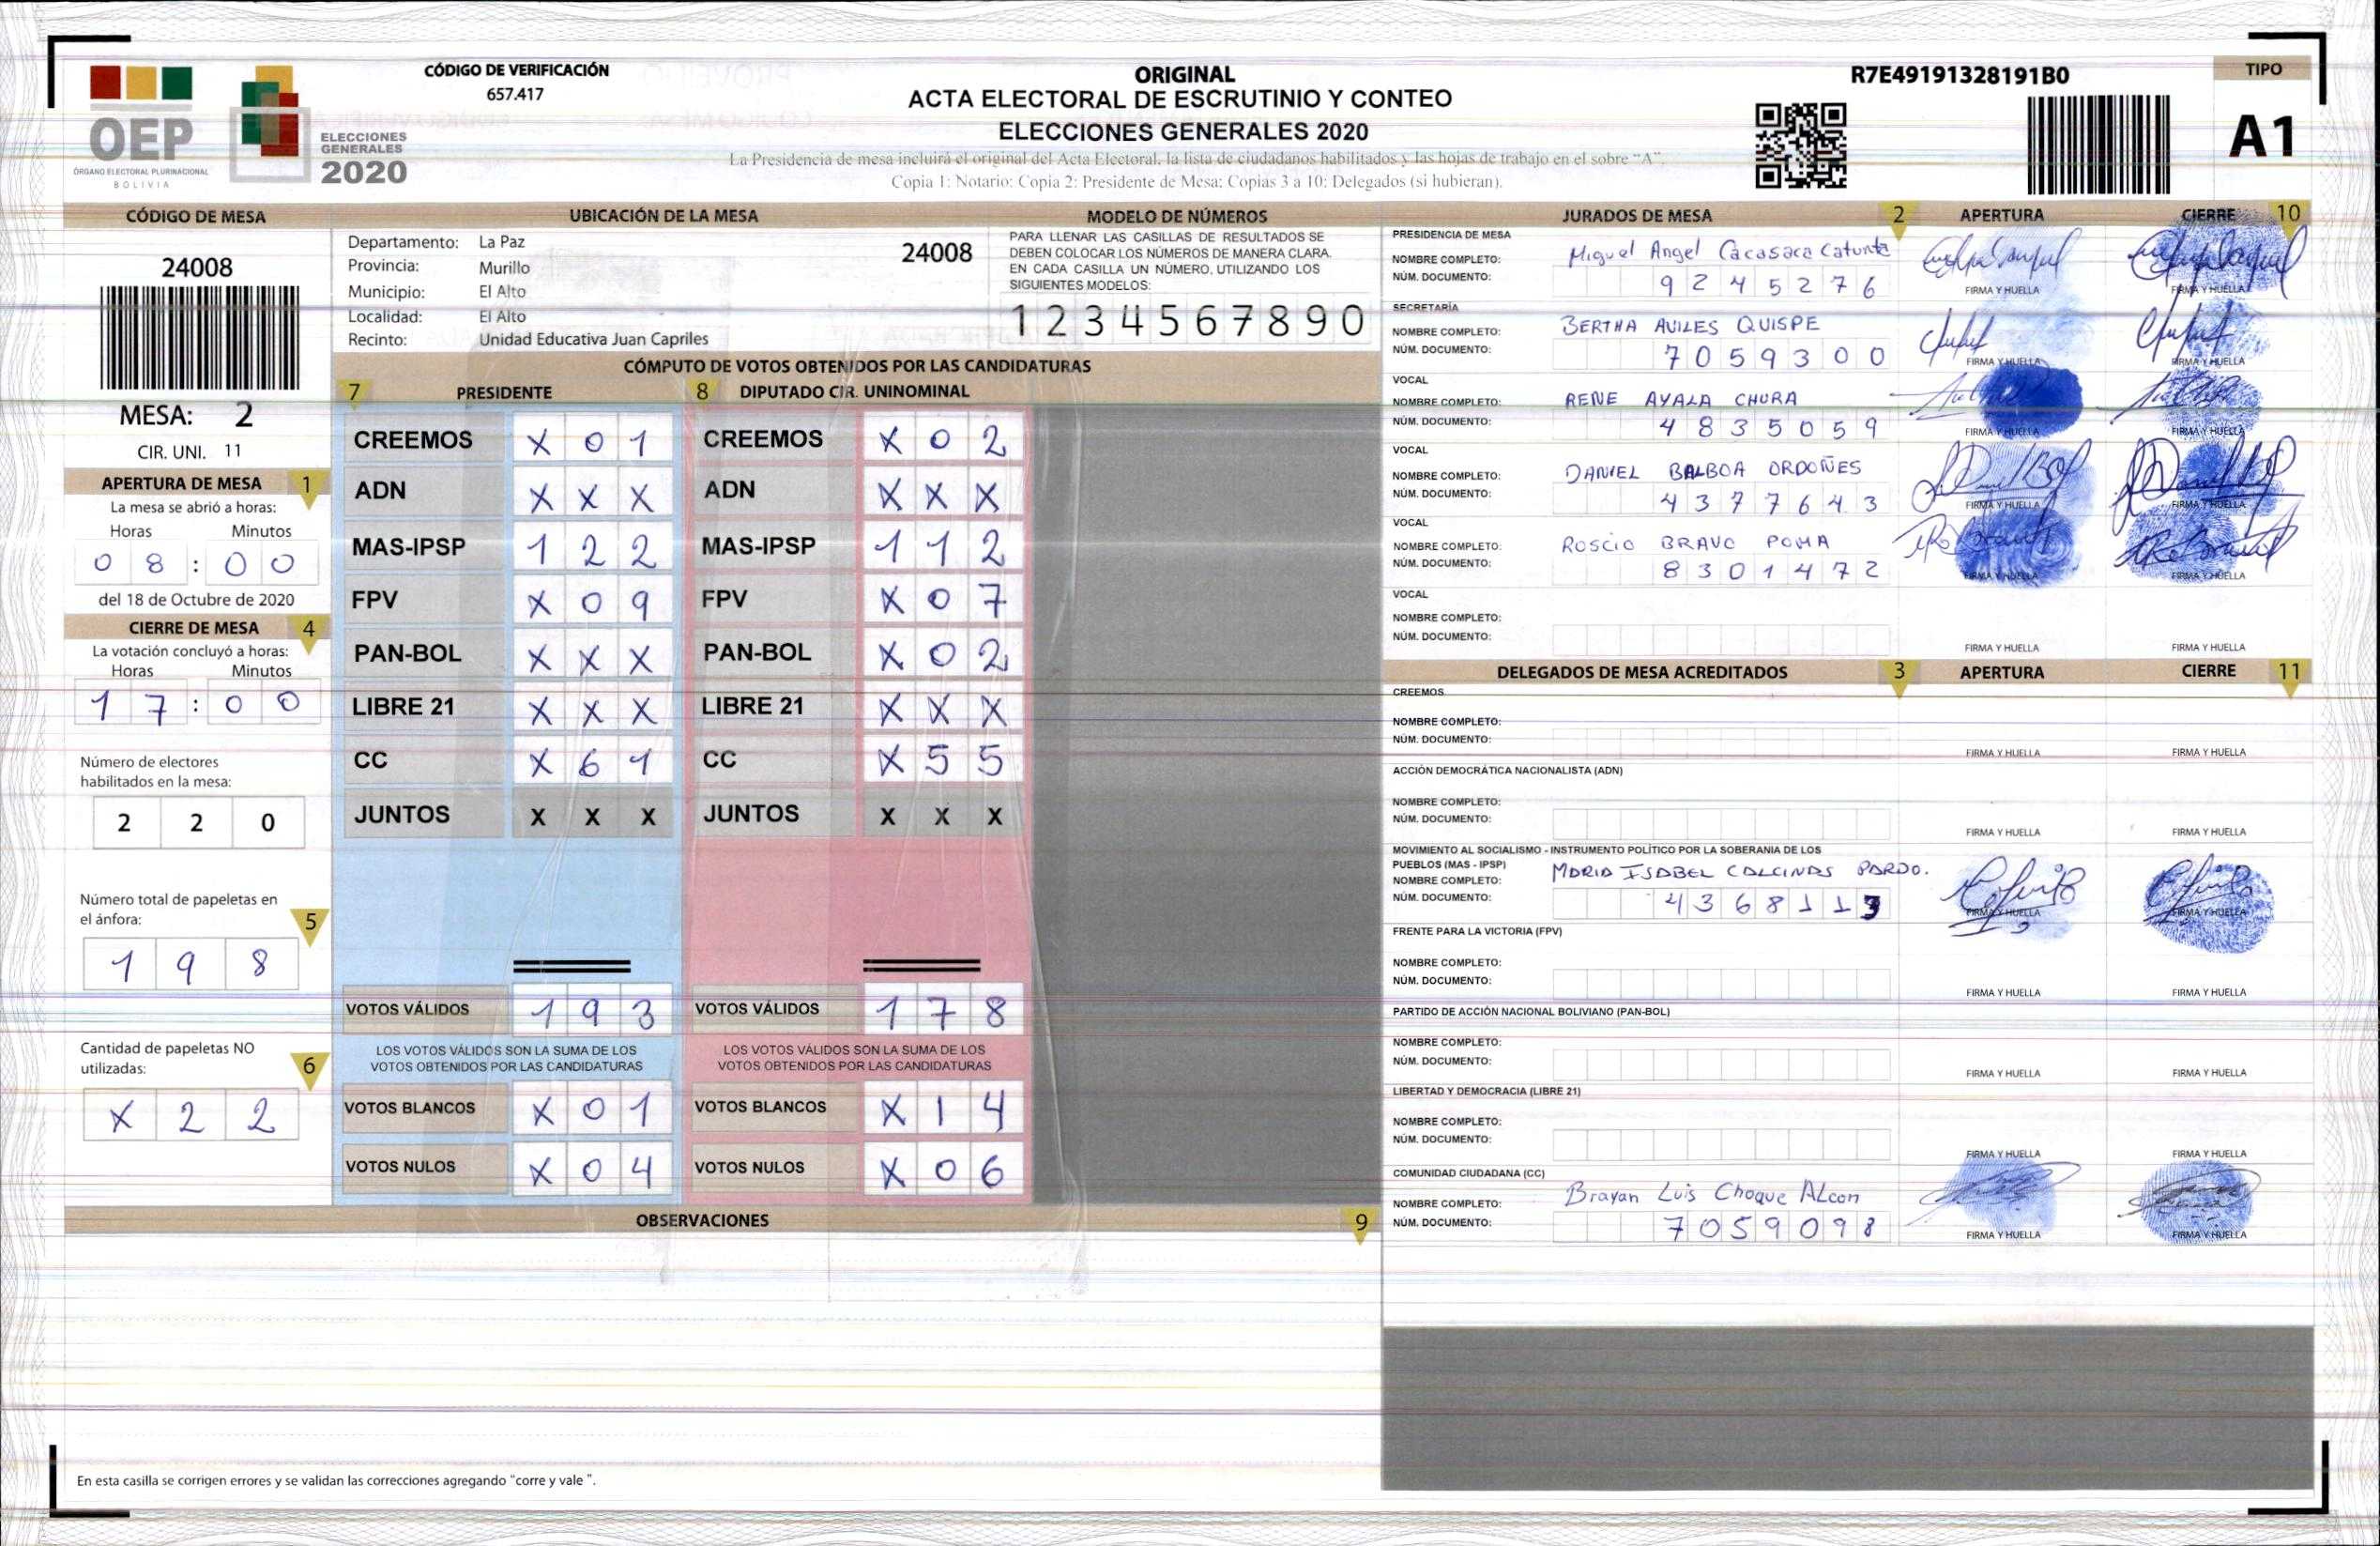 CÓDIGO DE VERIFICACIÓN
657.417
OEP
ÓRGANO ELECTORAL PLURINACIONAL
BOLIVIA
ELECCIONES
GENERALES
2020
ORIGINAL
ACTA ELECTORAL DE ESCRUTINIO Y CONTEO
ELECCIONES GENERALES 2020
La Presidencia de mesa incluirá el original del Acta Electoral, la lista de ciudadanos habilitados y las hojas de trabajo en el sobre "A".
Copia 1: Notario; Copia 2: Presidente de Mesa; Copias 3 a 10: Delegados (si hubieran).
R7E49191328191B0
TIPO
A1
CÓDIGO DE MESA
24008
MESA: 2
CIR. UNI. 11
APERTURA DE MESA 1
La mesa se abrió a horas:
Horas Minutos
0 8 : 0 0
del 18 de Octubre de 2020
CIERRE DE MESA 4
La votación concluyó a horas:
Horas Minutos
1 7 : 0 0
Número de electores
habilitados en la mesa:
2 2 0
Número total de papeletas en
el ánfora: 5
1 9 8
Cantidad de papeletas NO
utilizadas: 6
X 2 2
UBICACIÓN DE LA MESA
Departamento: La Paz
24008
Provincia: Murillo
Municipio: El Alto
Localidad: El Alto
Recinto: Unidad Educativa Juan Capriles
MODELO DE NÚMEROS
PARA LLENAR LAS CASILLAS DE RESULTADOS SE
DEBEN COLOCAR LOS NÚMEROS DE MANERA CLARA.
EN CADA CASILLA UN NÚMERO, UTILIZANDO LOS
SIGUIENTES MODELOS:
1 2 3 4 5 6 7 8 9 0
CÓMPUTO DE VOTOS OBTENIDOS POR LAS CANDIDATURAS
7 PRESIDENTE
CREEMOS X 0 1
ADN X X X
MAS-IPSP 1 2 2
FPV X 0 9
PAN-BOL X X X
LIBRE 21 X X X
CC X 6 1
JUNTOS X X X
VOTOS VÁLIDOS 1 9 3
LOS VOTOS VÁLIDOS SON LA SUMA DE LOS
VOTOS OBTENIDOS POR LAS CANDIDATURAS
VOTOS BLANCOS X 0 1
VOTOS NULOS X 0 4
8 DIPUTADO CIR. UNINOMINAL
CREEMOS X 0 2
ADN X X X
MAS-IPSP 1 1 2
FPV X 0 7
PAN-BOL X 0 2
LIBRE 21 X X X
CC X 5 5
JUNTOS X X X
VOTOS VÁLIDOS 1 7 8
LOS VOTOS VÁLIDOS SON LA SUMA DE LOS
VOTOS OBTENIDOS POR LAS CANDIDATURAS
VOTOS BLANCOS X 1 4
VOTOS NULOS X 0 6
OBSERVACIONES 9
En esta casilla se corrigen errores y se validan las correcciones agregando "corre y vale ".
JURADOS DE MESA 2 APERTURA CIERRE 10
PRESIDENCIA DE MESA
NOMBRE COMPLETO: Miguel Angel Cacasaca Catunta
NÚM. DOCUMENTO: 9 2 4 5 2 7 6
FIRMA Y HUELLA FIRMA Y HUELLA
SECRETARÍA
NOMBRE COMPLETO: BERTHA AVILES QUISPE
NÚM. DOCUMENTO: 7 0 5 9 3 0 0
FIRMA Y HUELLA FIRMA Y HUELLA
VOCAL
NOMBRE COMPLETO: RENE AYALA CHURA
NÚM. DOCUMENTO: 4 8 3 5 0 5 9
FIRMA Y HUELLA FIRMA Y HUELLA
VOCAL
NOMBRE COMPLETO: DANIEL BALBOA ORDOÑES
NÚM. DOCUMENTO: 4 3 7 7 6 4 3
FIRMA Y HUELLA FIRMA Y HUELLA
VOCAL
NOMBRE COMPLETO: ROSCIO BRAVO POMA
NÚM. DOCUMENTO: 8 3 0 1 4 7 2
FIRMA Y HUELLA FIRMA Y HUELLA
VOCAL
NOMBRE COMPLETO:
NÚM. DOCUMENTO:
FIRMA Y HUELLA FIRMA Y HUELLA
DELEGADOS DE MESA ACREDITADOS 3 APERTURA CIERRE 11
CREEMOS
NOMBRE COMPLETO:
NÚM. DOCUMENTO:
FIRMA Y HUELLA FIRMA Y HUELLA
ACCIÓN DEMOCRÁTICA NACIONALISTA (ADN)
NOMBRE COMPLETO:
NÚM. DOCUMENTO:
FIRMA Y HUELLA FIRMA Y HUELLA
MOVIMIENTO AL SOCIALISMO - INSTRUMENTO POLÍTICO POR LA SOBERANIA DE LOS
PUEBLOS (MAS - IPSP)
NOMBRE COMPLETO: MARIA ISABEL CALCINAS PARDO.
NÚM. DOCUMENTO: 4 3 6 8 1 1 3
FIRMA Y HUELLA FIRMA Y HUELLA
FRENTE PARA LA VICTORIA (FPV)
NOMBRE COMPLETO:
NÚM. DOCUMENTO:
FIRMA Y HUELLA FIRMA Y HUELLA
PARTIDO DE ACCIÓN NACIONAL BOLIVIANO (PAN-BOL)
NOMBRE COMPLETO:
NÚM. DOCUMENTO:
FIRMA Y HUELLA FIRMA Y HUELLA
LIBERTAD Y DEMOCRACIA (LIBRE 21)
NOMBRE COMPLETO:
NÚM. DOCUMENTO:
FIRMA Y HUELLA FIRMA Y HUELLA
COMUNIDAD CIUDADANA (CC)
NOMBRE COMPLETO: Brayan Luis Choque ALcon
NÚM. DOCUMENTO: 7 0 5 9 0 9 8
FIRMA Y HUELLA FIRMA Y HUELLA